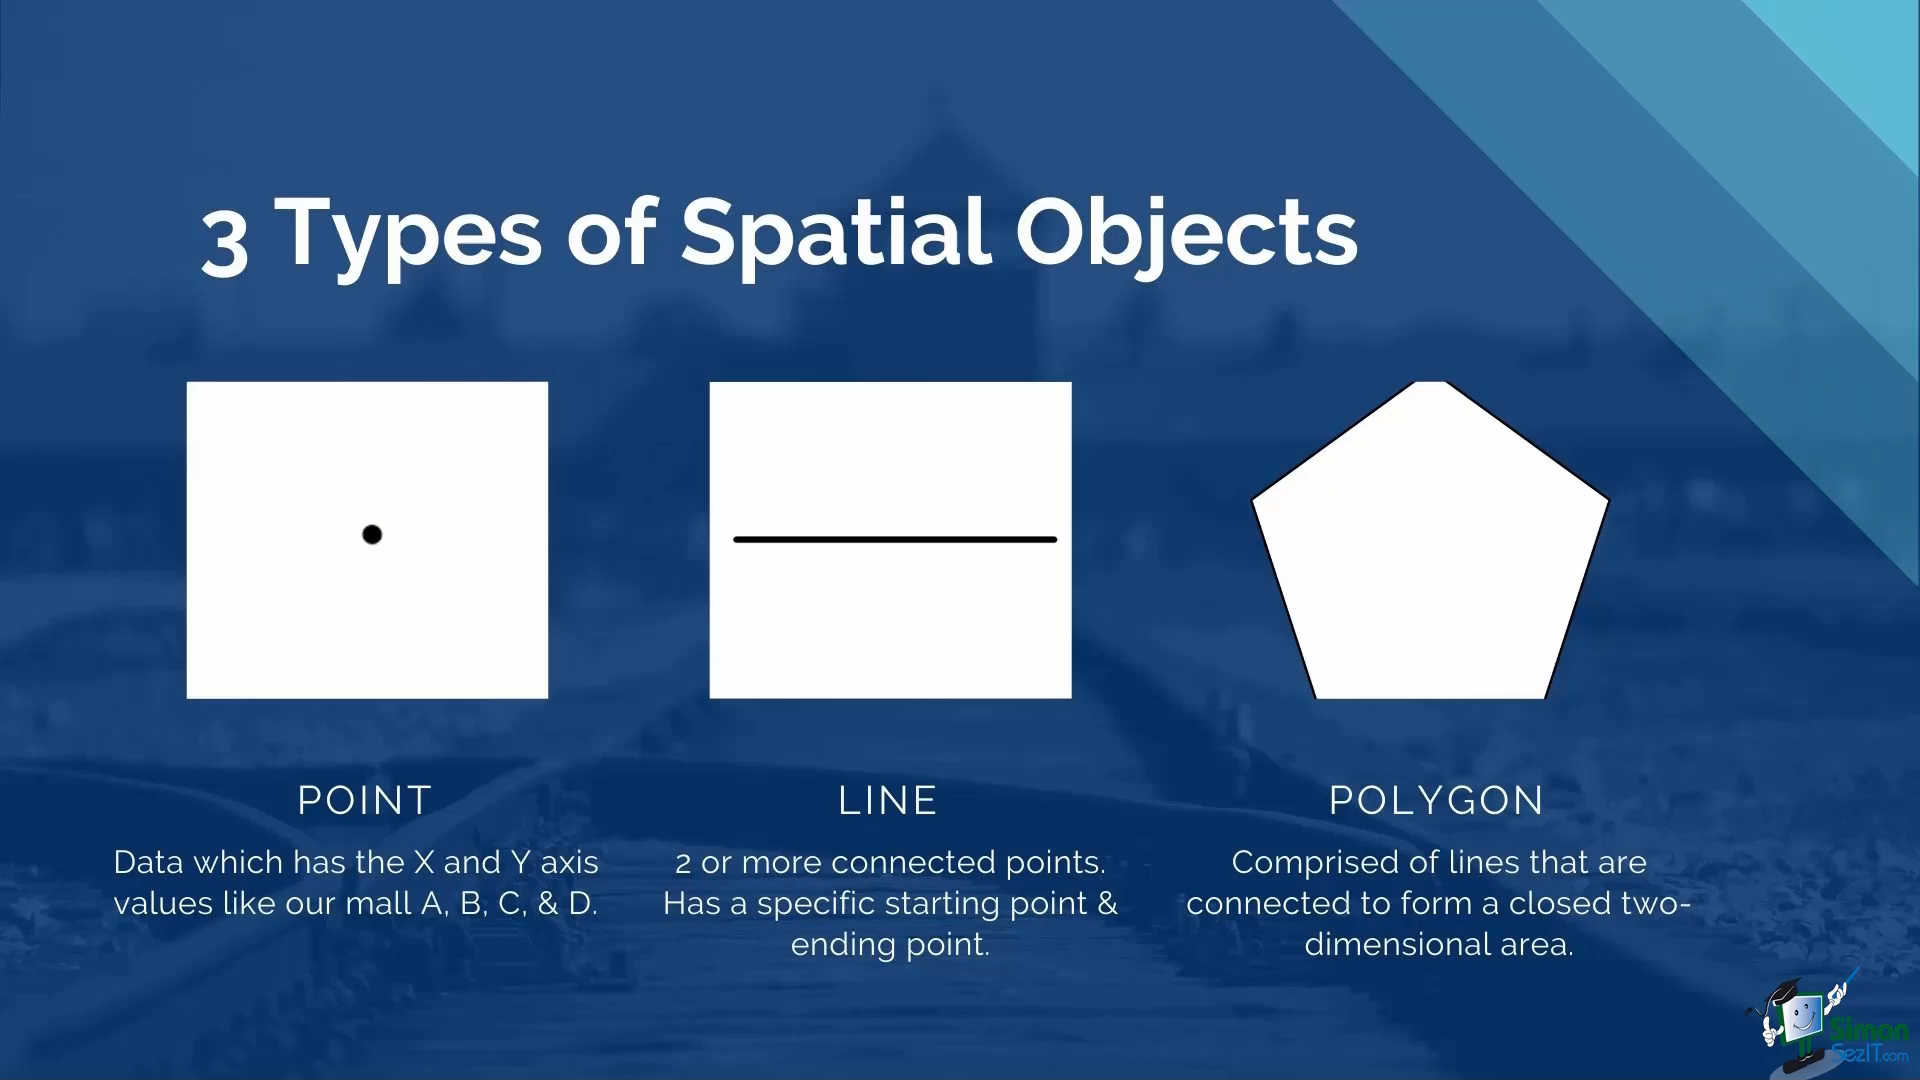 3 Types of Spatial Objects
POINT
Data which has the X and Y axis
values like our mall A, B, C, & D.
LINE
2 or more connected points.
Has a specific starting point &
ending point.
POLYGON
Comprised of lines that are
connected to form a closed two-
dimensional area.
Simon
SezIT.com